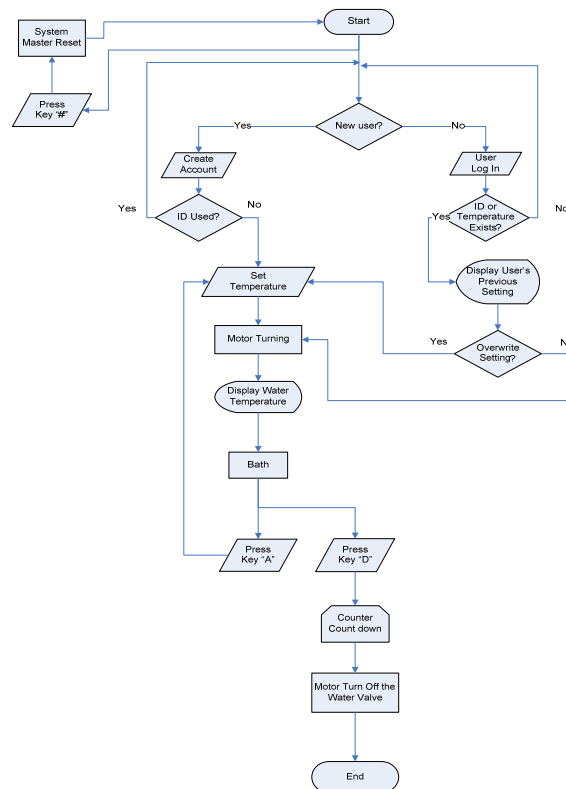 Start
System
Master Reset
Press
Key "#"
New user?
Yes
No
Create
Account
User
Log In
ID Used?
Yes
No
ID or
Temperature
Exists?
Yes
No
Set
Temperature
Display User's
Previous
Setting
Motor Turning
Overwrite
Setting?
Yes
N
Display Water
Temperature
Bath
Press
Key "A"
Press
Key "D"
Counter
Count down
Motor Turn Off the
Water Valve
End